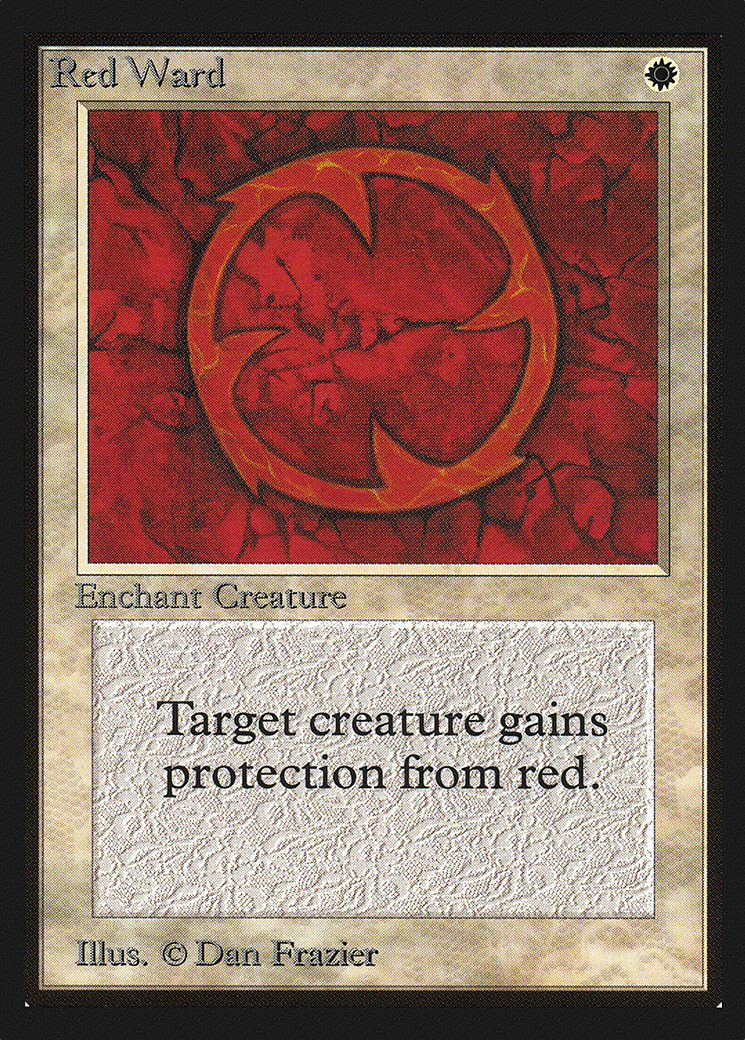 Red Ward
Enchant Creature
Target creature gains
protection from red.
Illus. © Dan Frazier